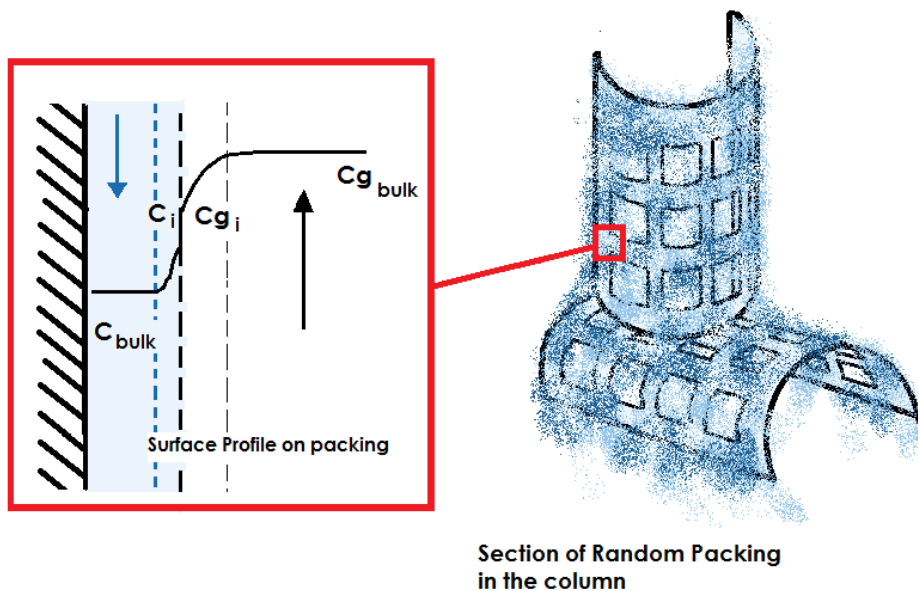 Cg bulk
C i Cg i
C bulk
Surface Profile on packing
Section of Random Packing
in the column